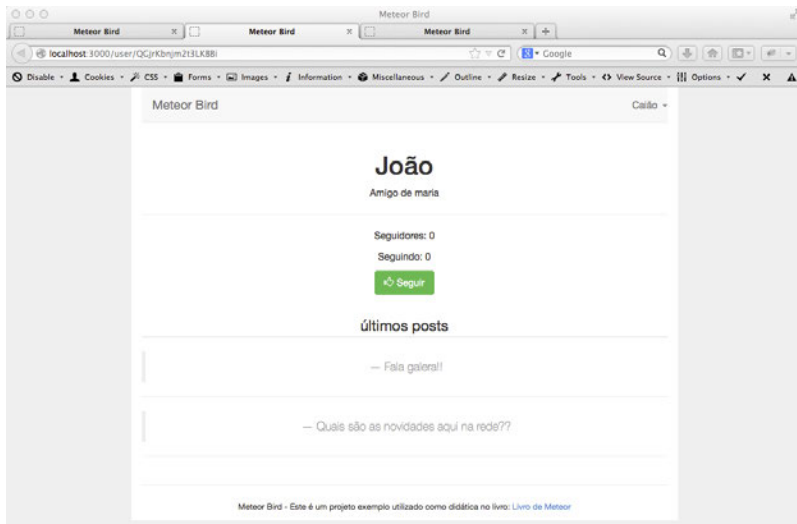 Meteor Bird
Meteor Bird Meteor Bird Meteor Bird
localhost:3000/user/QGjrKbnjm2t3LK8Bi Google
Disable Cookies CSS Forms Images Information Miscellaneous Outline Resize Tools View Source Options
Meteor Bird Caião
João
Amigo de maria
Seguidores: 0
Seguindo: 0
Seguir
últimos posts
— Fala galera!!
— Quais são as novidades aqui na rede??
Meteor Bird - Este é um projeto exemplo utilizado como didática no livro: Livro de Meteor